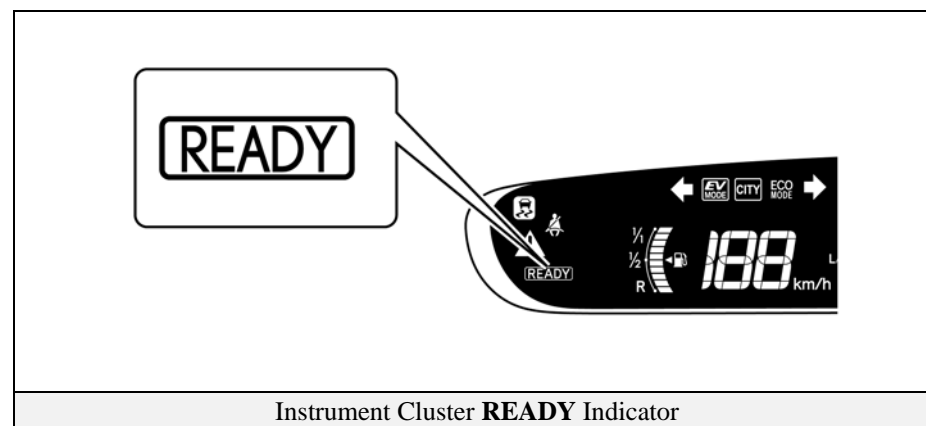 READY
EV MODE CITY ECO MODE
1/1
1/2
READY
R
188
km/h
Instrument Cluster READY Indicator